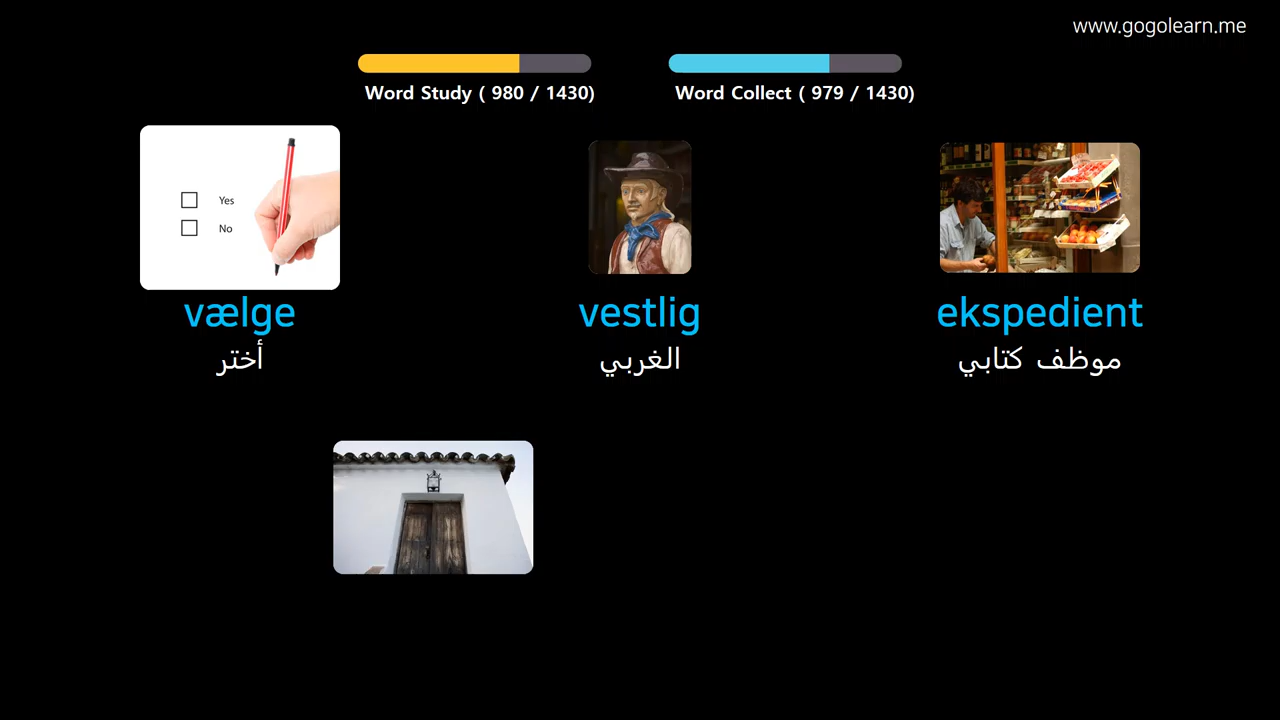 www.gogolearn.me
Word Study ( 980 / 1430)
Word Collect ( 979 / 1430)
Yes
No
vælge
أختر
vestlig
الغربي
ekspedient
موظف كتابي